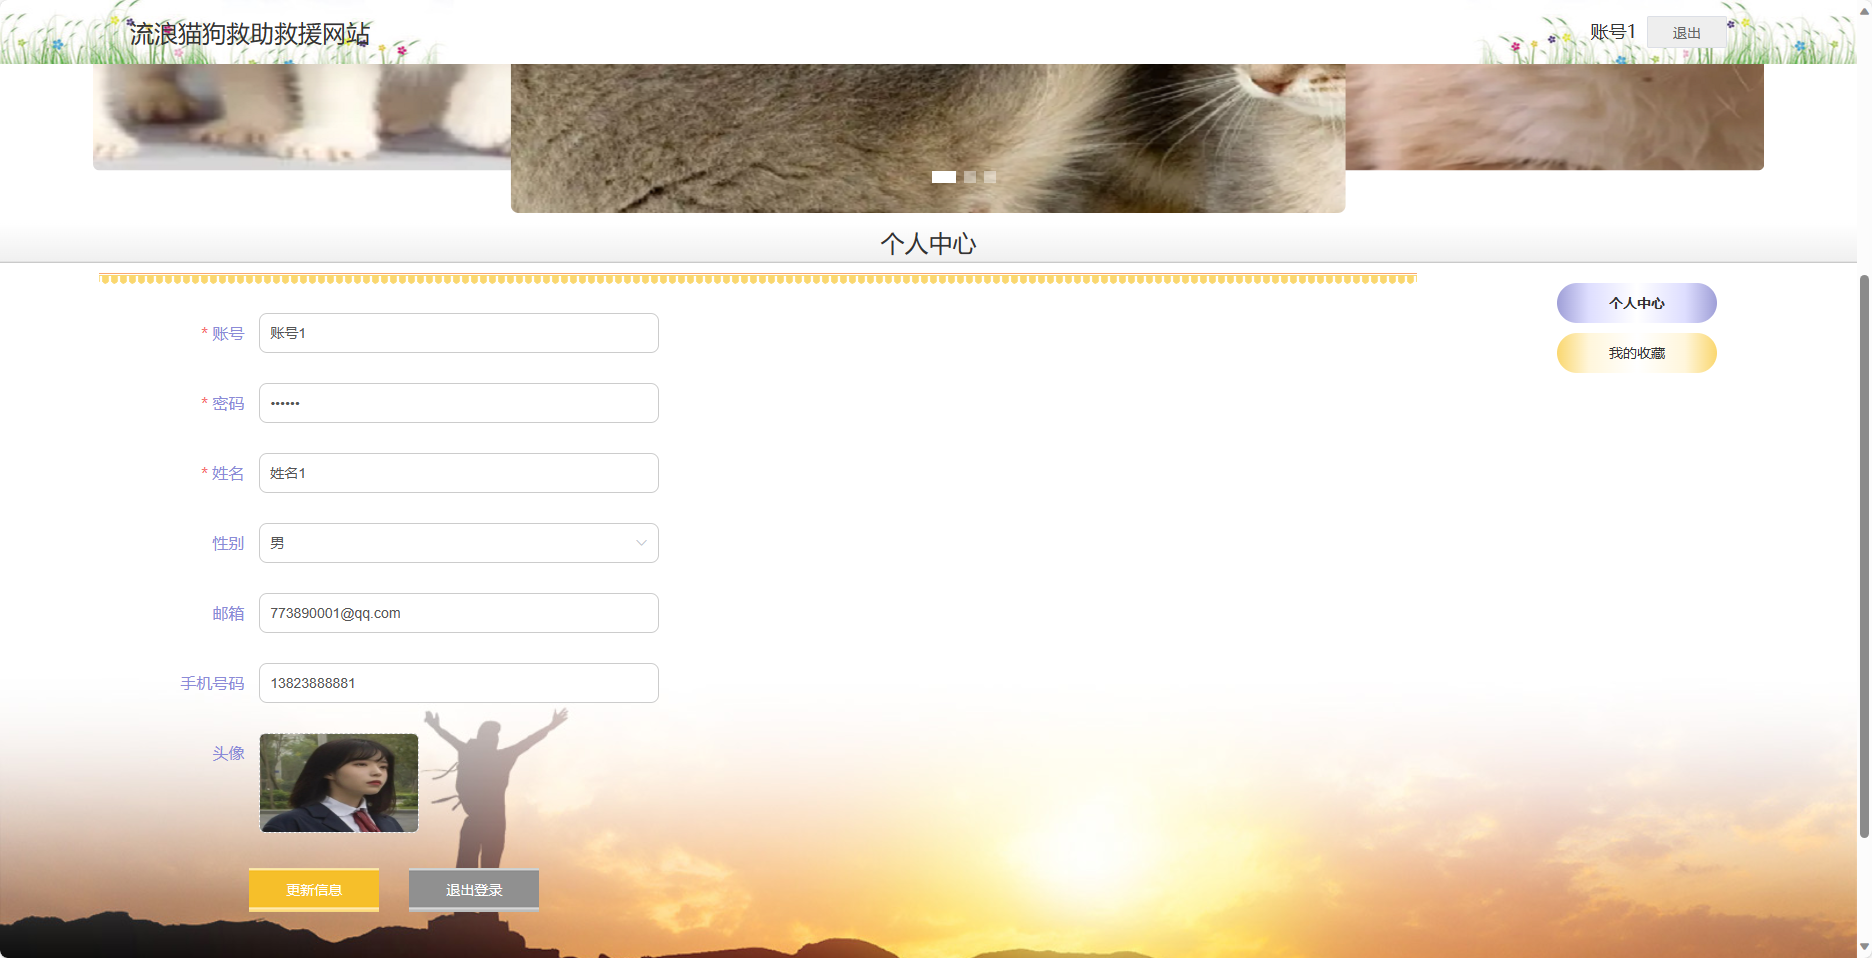 流浪猫狗救助救援网站
账号1 退出
个人中心
个人中心
我的收藏
* 账号 账号1
* 密码 ••••••
* 姓名 姓名1
性别 男
邮箱 773890001@qq.com
手机号码 13823888881
头像
更新信息 退出登录